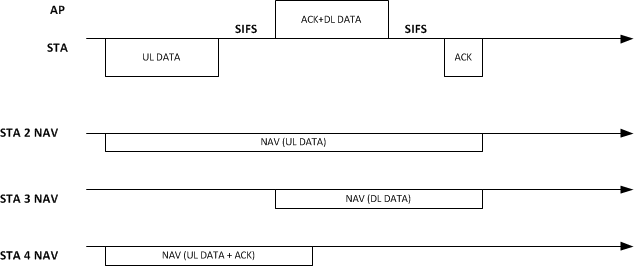 AP
ACK+DL DATA
SIFS
SIFS
STA
UL DATA
ACK
STA 2 NAV
NAV (UL DATA)
STA 3 NAV
NAV (DL DATA)
STA 4 NAV
NAV (UL DATA + ACK)